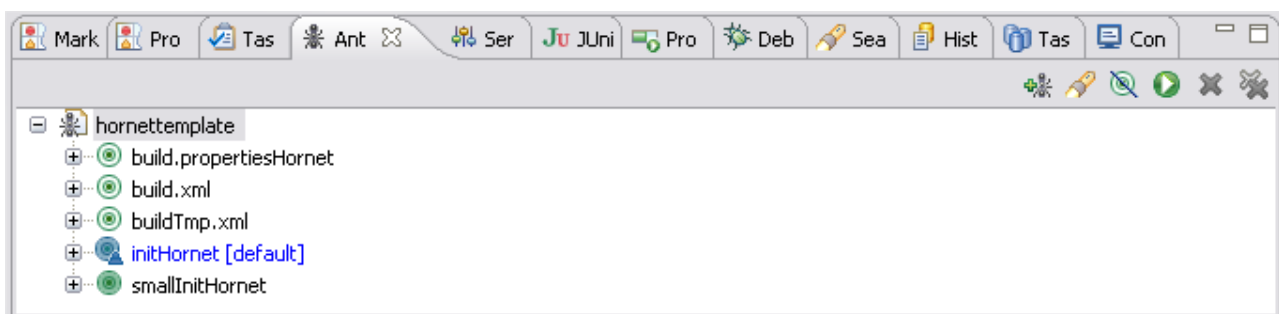 Mark Pro Tas Ant Ser Ju JUni Pro Deb Sea Hist Tas Con
hornettemplate
build.propertiesHornet
build.xml
buildTmp.xml
initHornet [default]
smallInitHornet